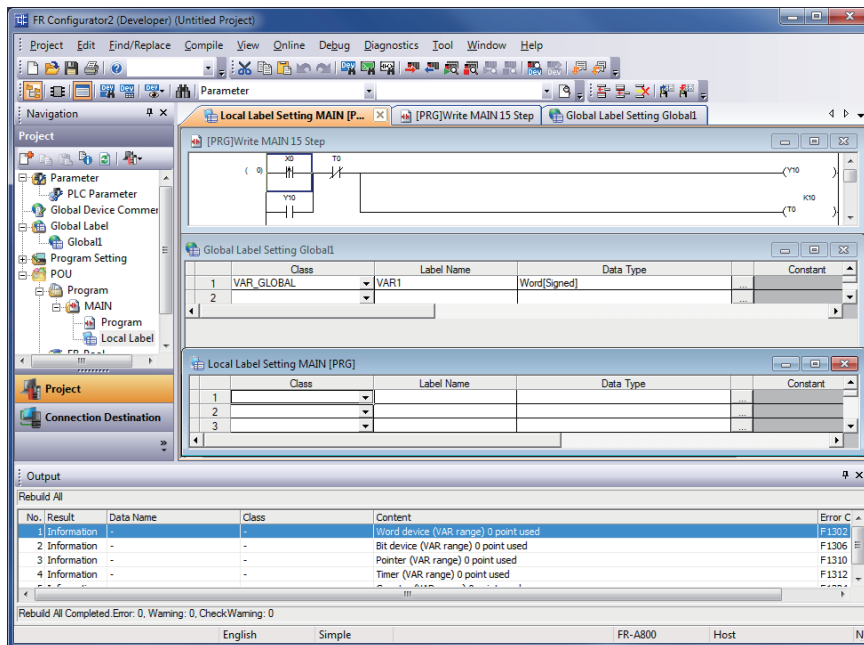 FR Configurator2 (Developer) (Untitled Project)
Project Edit Find/Replace Compile View Online Debug Diagnostics Tool Window Help
Parameter
Navigation
Local Label Setting MAIN [P... [PRG]Write MAIN 15 Step Global Label Setting Global1
Project
[PRG]Write MAIN 15 Step
Parameter
PLC Parameter
Global Device Commer
Global Label
Global1
Program Setting
POU
Program
MAIN
Program
Local Label
( 0) X0 T0 (Y10 )
Y10 K10
(T0 )
Global Label Setting Global1
Class Label Name Data Type Constant
1 VAR_GLOBAL VAR1 Word[Signed] ...
2 ...
Local Label Setting MAIN [PRG]
Class Label Name Data Type Constant
1 ...
2 ...
3 ...
Project
Connection Destination
Output
Rebuild All
No. Result Data Name Class Content Error C
1 Information - - Word device (VAR range) 0 point used F1302
2 Information - - Bit device (VAR range) 0 point used F1306
3 Information - - Pointer (VAR range) 0 point used F1310
4 Information - - Timer (VAR range) 0 point used F1312
Rebuild All Completed.Error: 0, Warning: 0, CheckWarning: 0
English Simple FR-A800 Host N